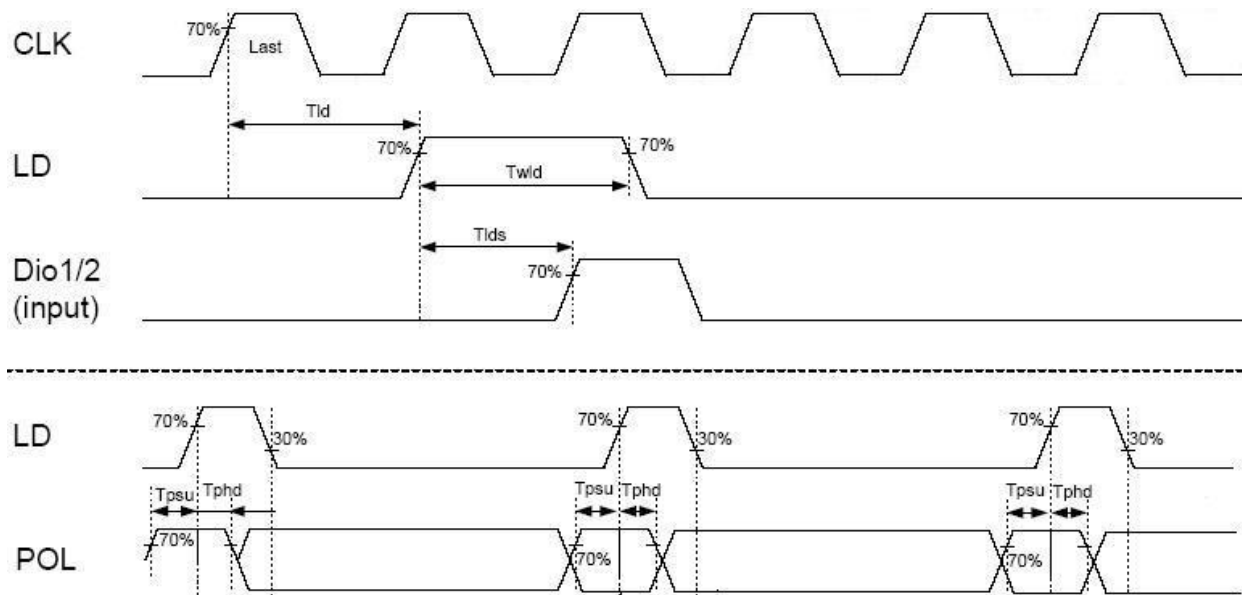 CLK
70%
Last
Tld
LD
70%
70%
Twld
Tlds
Dio1/2
(input)
70%
LD
70%
30%
70%
30%
70%
30%
Tpsu
Tphd
Tpsu
Tphd
Tpsu
Tphd
POL
70%
70%
70%